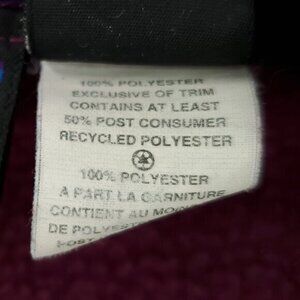 100% POLYESTER
EXCLUSIVE OF TRIM
CONTAINS AT LEAST
50% POST CONSUMER
RECYCLED POLYESTER
100% POLYESTER
A PART LA GARNITURE
CONTIENT AU
DE POLYEST